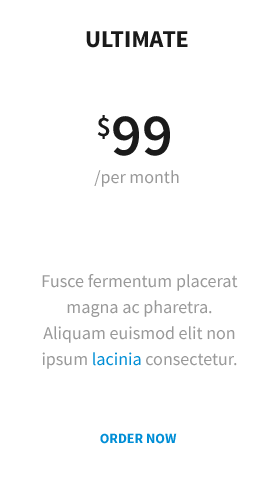 ULTIMATE
$99
/per month
Fusce fermentum placerat
magna ac pharetra.
Aliquam euismod elit non
ipsum lacinia consectetur.
ORDER NOW